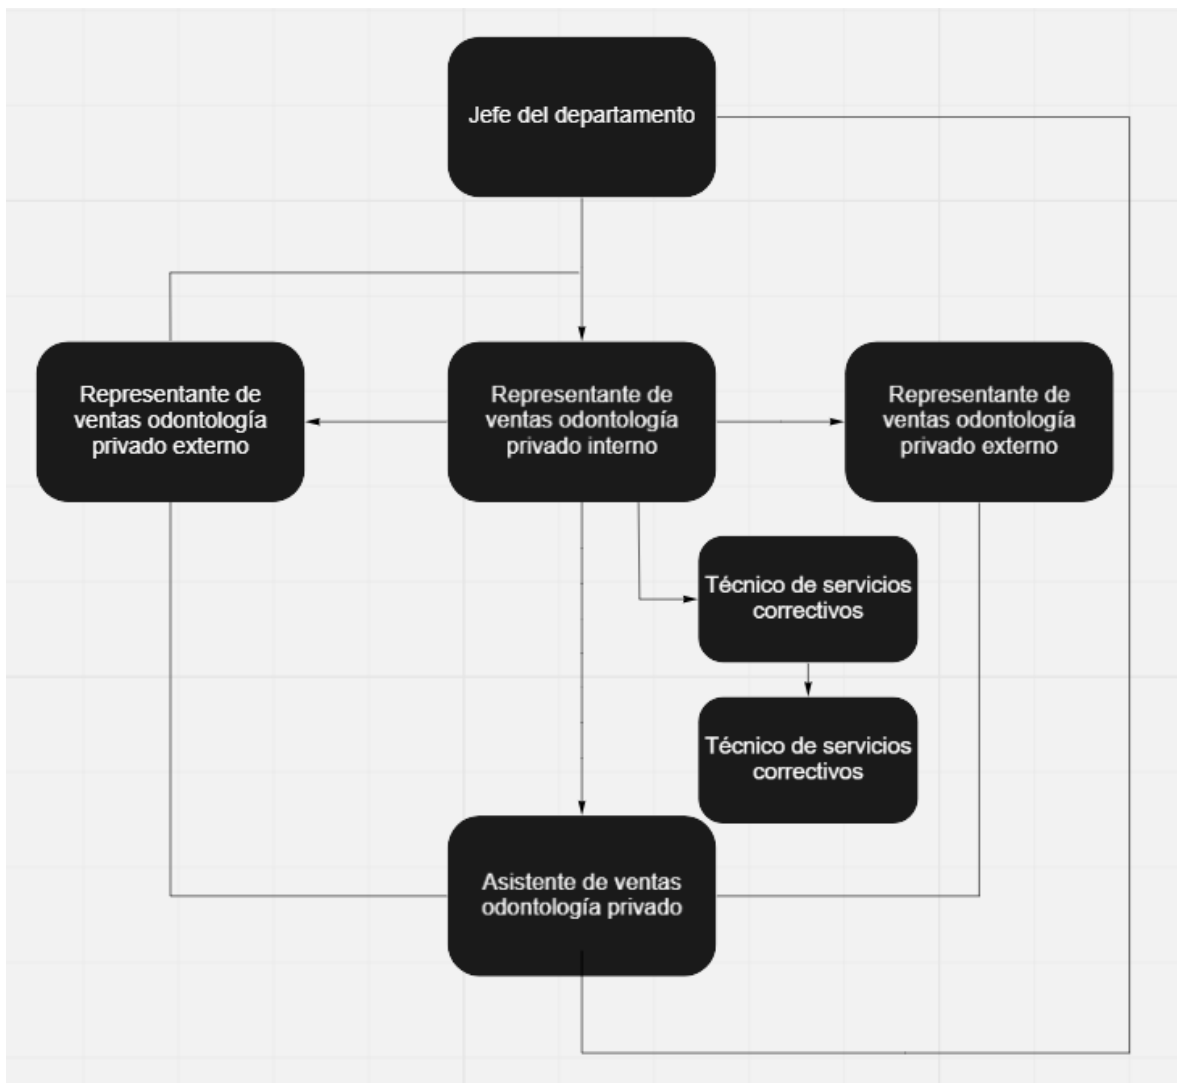 Jefe del departamento
Representante de
ventas odontología
privado externo
Representante de
ventas odontología
privado interno
Representante de
ventas odontología
privado externo
Técnico de servicios
correctivos
Técnico de servicios
correctivos
Asistente de ventas
odontología privado